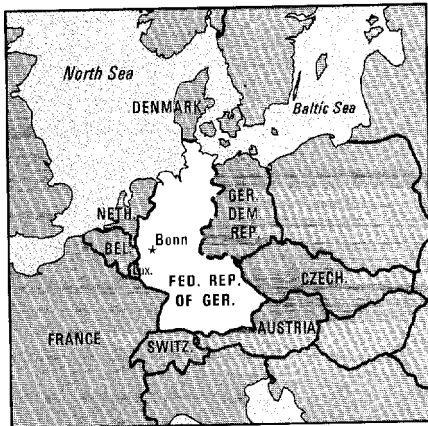 North Sea
DENMARK
Baltic Sea
NETH.
GER.
DEM.
REP.
BEL.
Bonn
Lux.
FED. REP.
OF GER.
CZECH.
FRANCE
SWITZ.
AUSTRIA